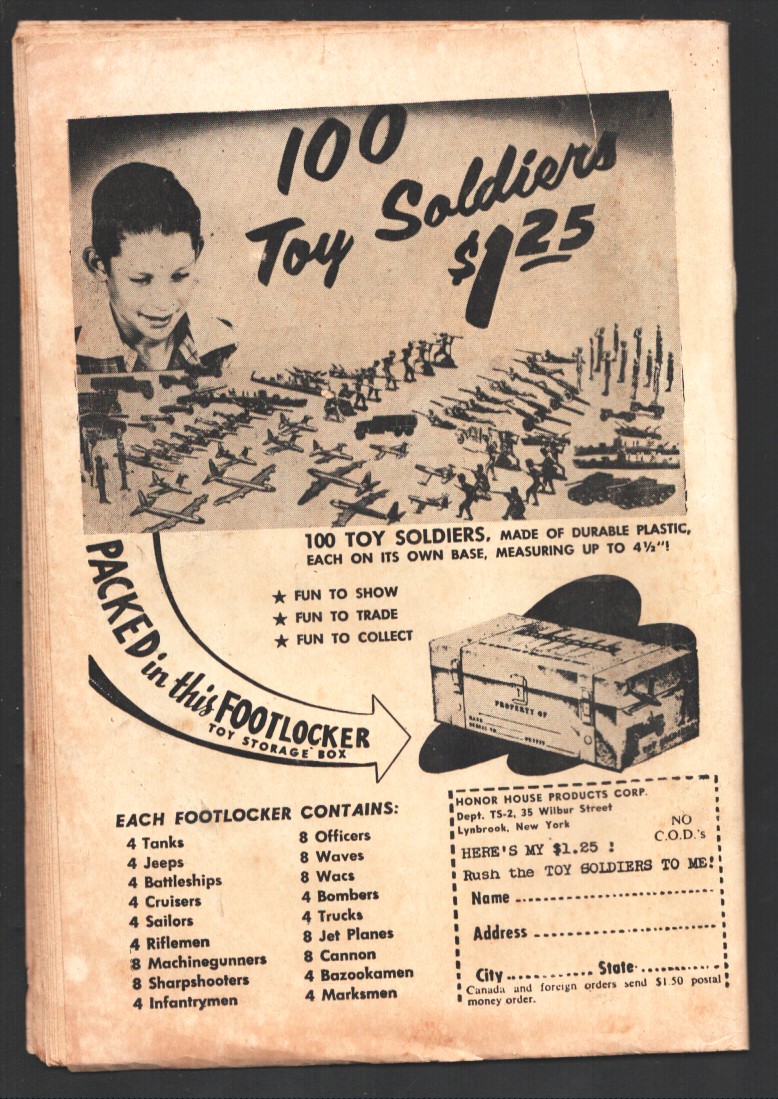 100
Toy Soldiers
$1.25
100 TOY SOLDIERS, MADE OF DURABLE PLASTIC,
EACH ON ITS OWN BASE, MEASURING UP TO 4½"!
★ FUN TO SHOW
★ FUN TO TRADE
★ FUN TO COLLECT
PACKED in this FOOTLOCKER
TOY STORAGE BOX
PROPERTY OF
EACH FOOTLOCKER CONTAINS:
4 Tanks
4 Jeeps
4 Battleships
4 Cruisers
4 Sailors
4 Riflemen
8 Machinegunners
8 Sharpshooters
4 Infantrymen
8 Officers
8 Waves
8 Wacs
4 Bombers
4 Trucks
8 Jet Planes
8 Cannon
4 Bazookamen
4 Marksmen
HONOR HOUSE PRODUCTS CORP.
Dept. TS-2, 35 Wilbur Street
Lynbrook, New York
NO
C.O.D.'s
HERE'S MY $1.25 !
Rush the TOY SOLDIERS TO ME!
Name
Address
City State
Canada and foreign orders send $1.50 postal
money order.